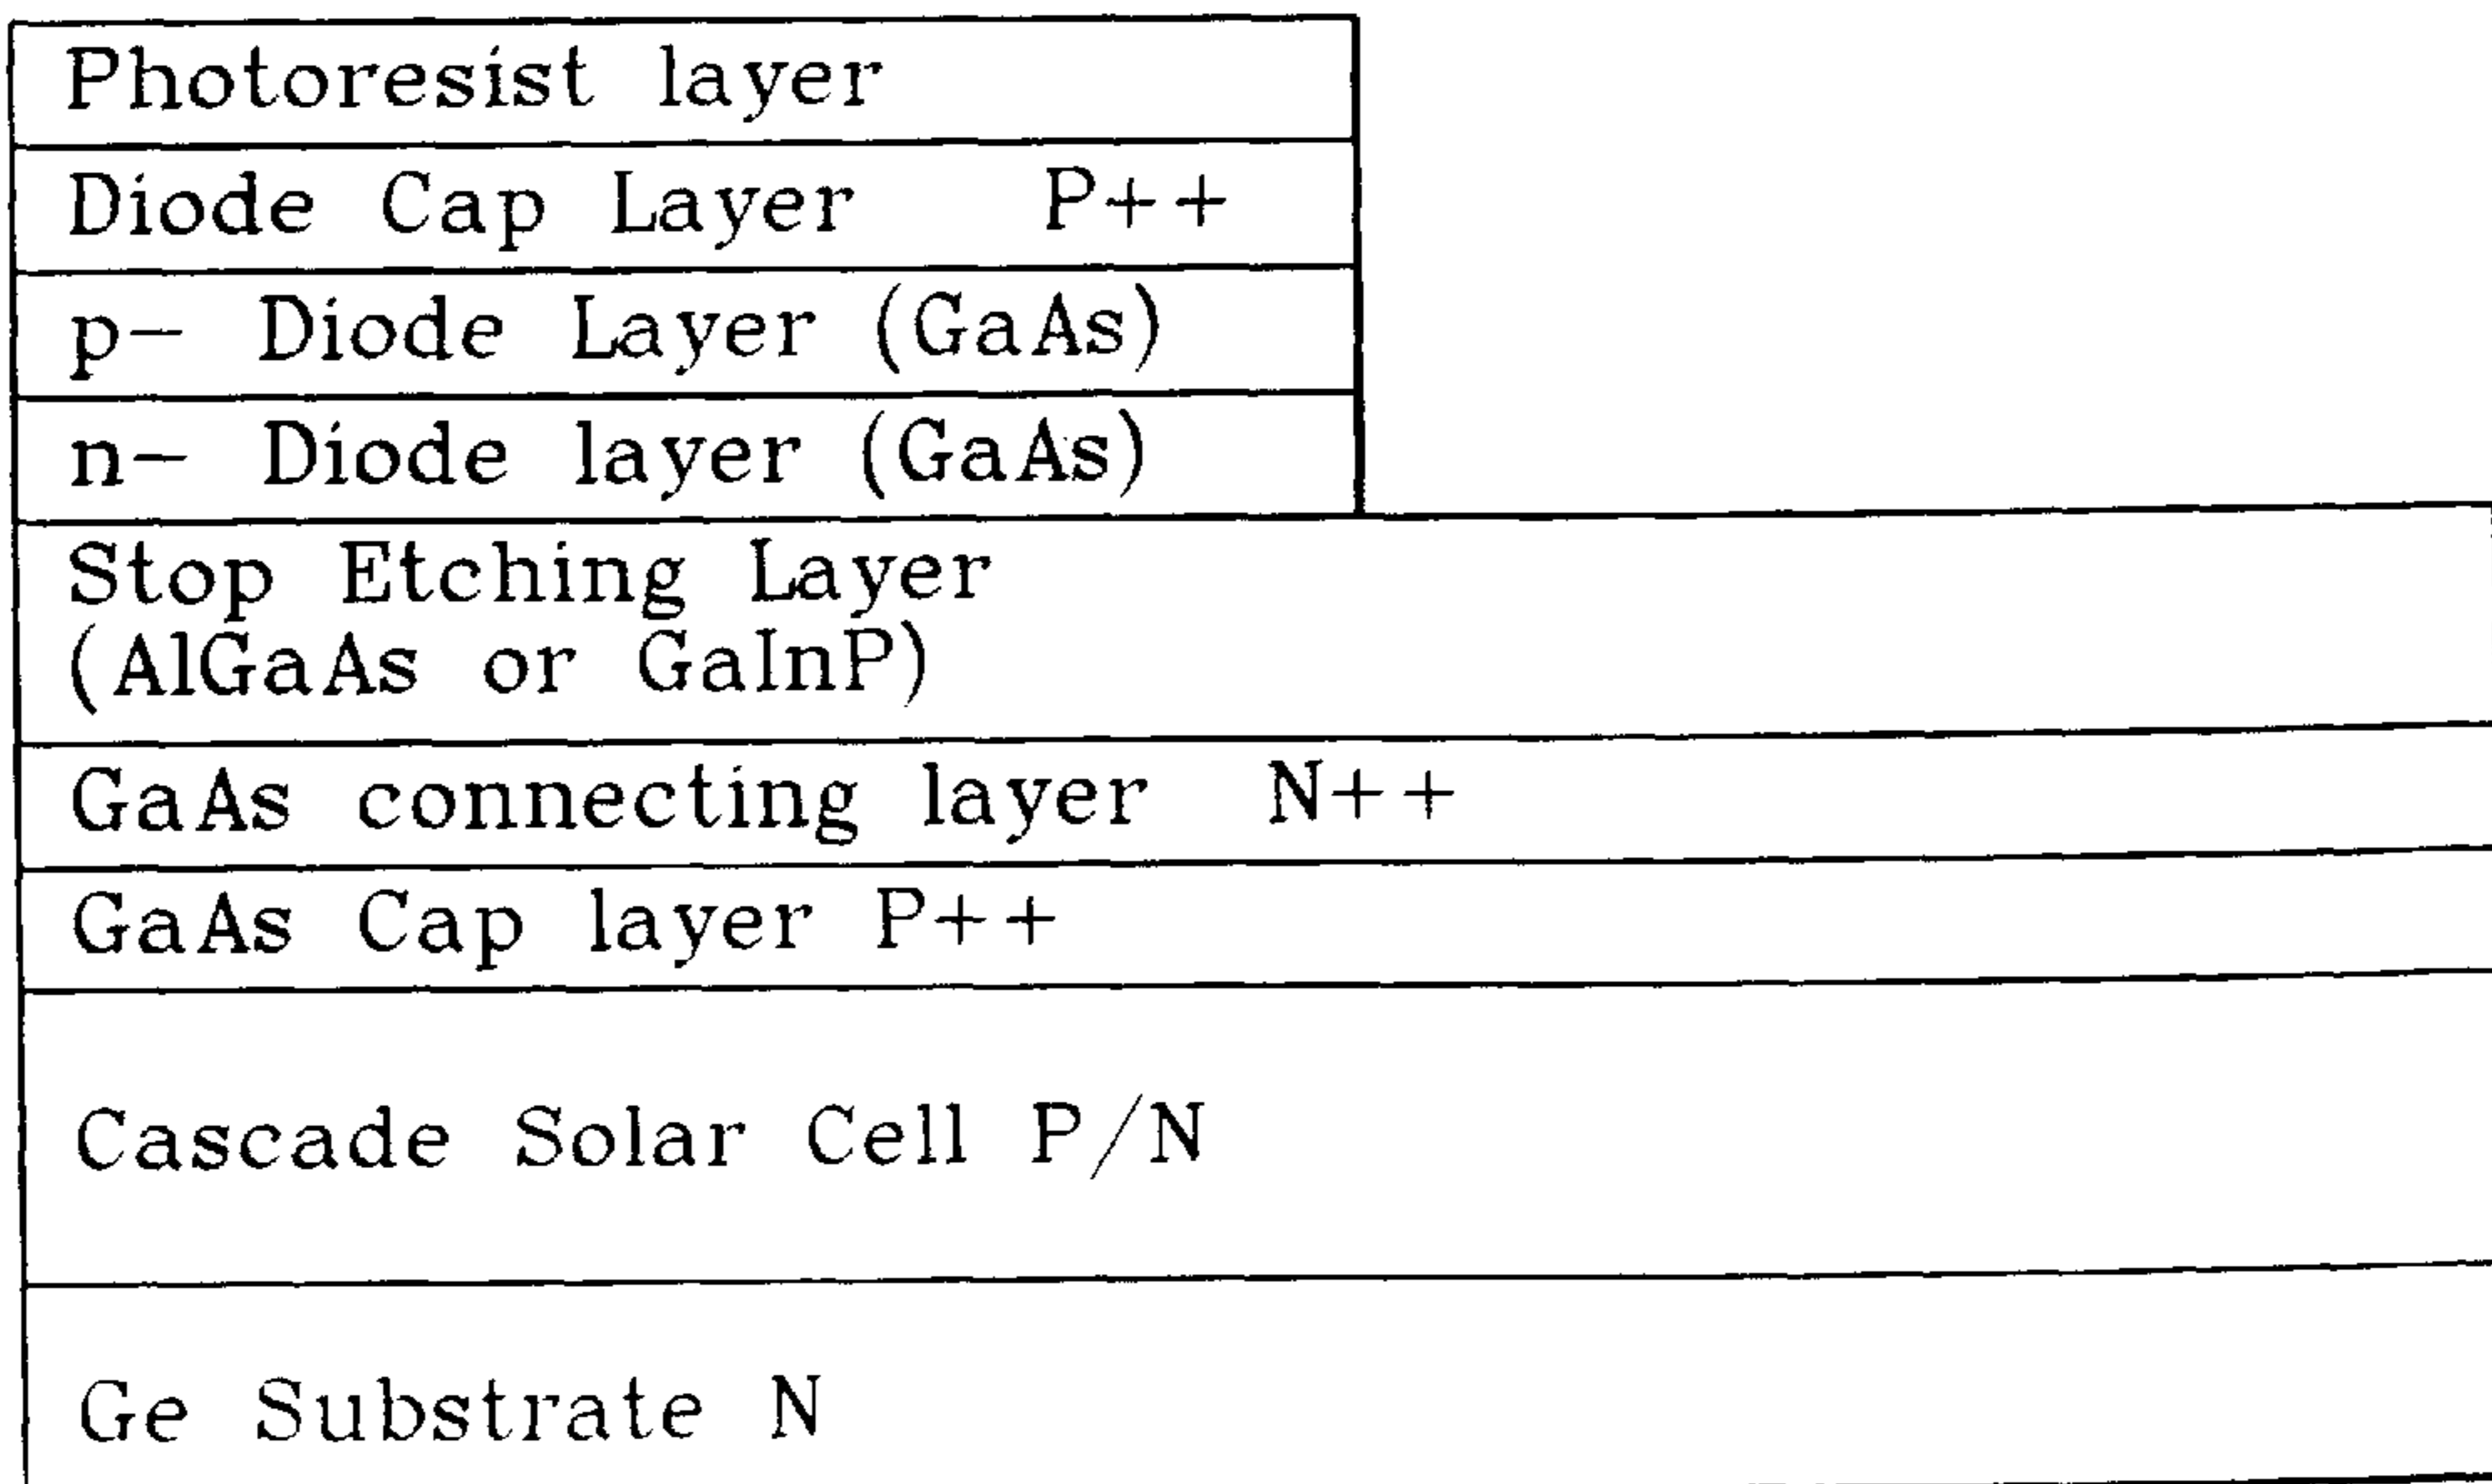 Photoresist layer
Diode Cap Layer P++
p- Diode Layer (GaAs)
n- Diode layer (GaAs)
Stop Etching Layer
(AlGaAs or GaInP)
GaAs connecting layer N++
GaAs Cap layer P++
Cascade Solar Cell P/N
Ge Substrate N